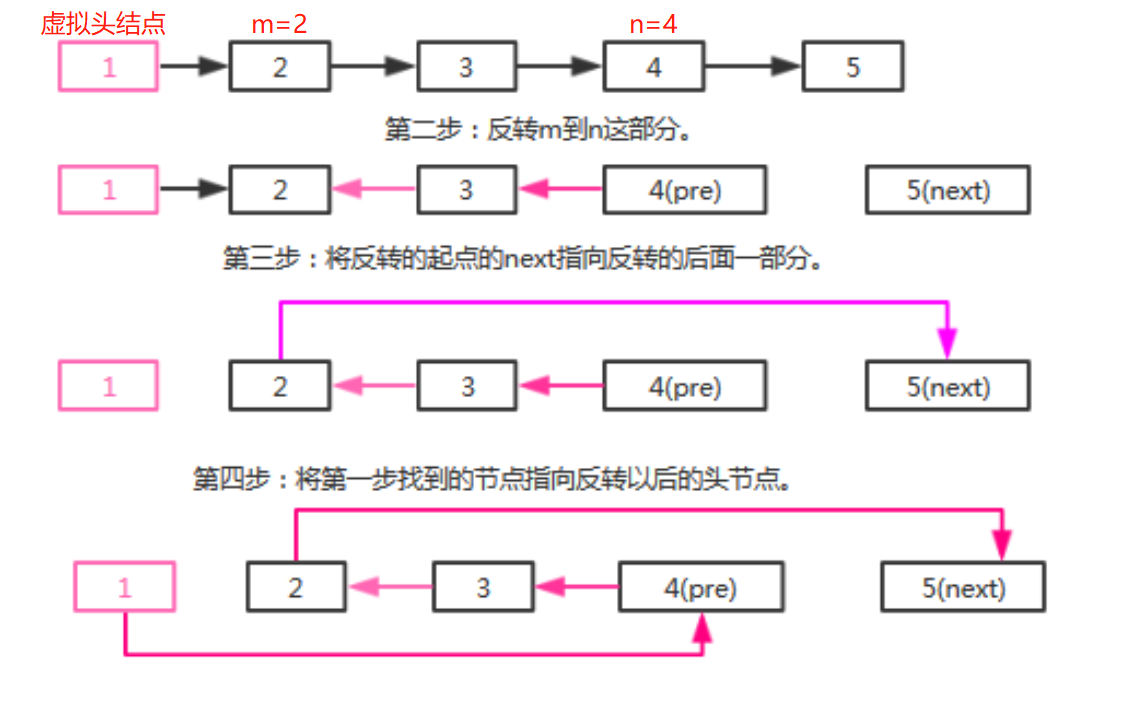 虚拟头结点 m=2 n=4
1 2 3 4 5
第二步：反转m到n这部分。
1 2 3 4(pre) 5(next)
第三步：将反转的起点的next指向反转的后面一部分。
1 2 3 4(pre) 5(next)
第四步：将第一步找到的节点指向反转以后的头节点。
1 2 3 4(pre) 5(next)